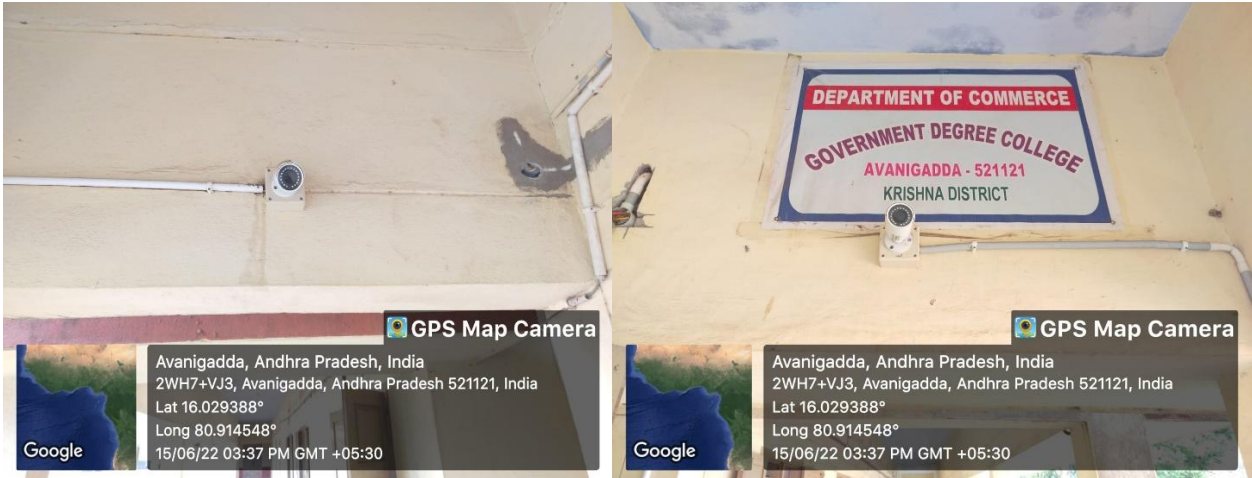 GPS Map Camera
Avanigadda, Andhra Pradesh, India
2WH7+VJ3, Avanigadda, Andhra Pradesh 521121, India
Lat 16.029388°
Long 80.914548°
15/06/22 03:37 PM GMT +05:30
Google
DEPARTMENT OF COMMERCE
GOVERNMENT DEGREE COLLEGE
AVANIGADDA - 521121
KRISHNA DISTRICT
GPS Map Camera
Avanigadda, Andhra Pradesh, India
2WH7+VJ3, Avanigadda, Andhra Pradesh 521121, India
Lat 16.029388°
Long 80.914548°
15/06/22 03:37 PM GMT +05:30
Google